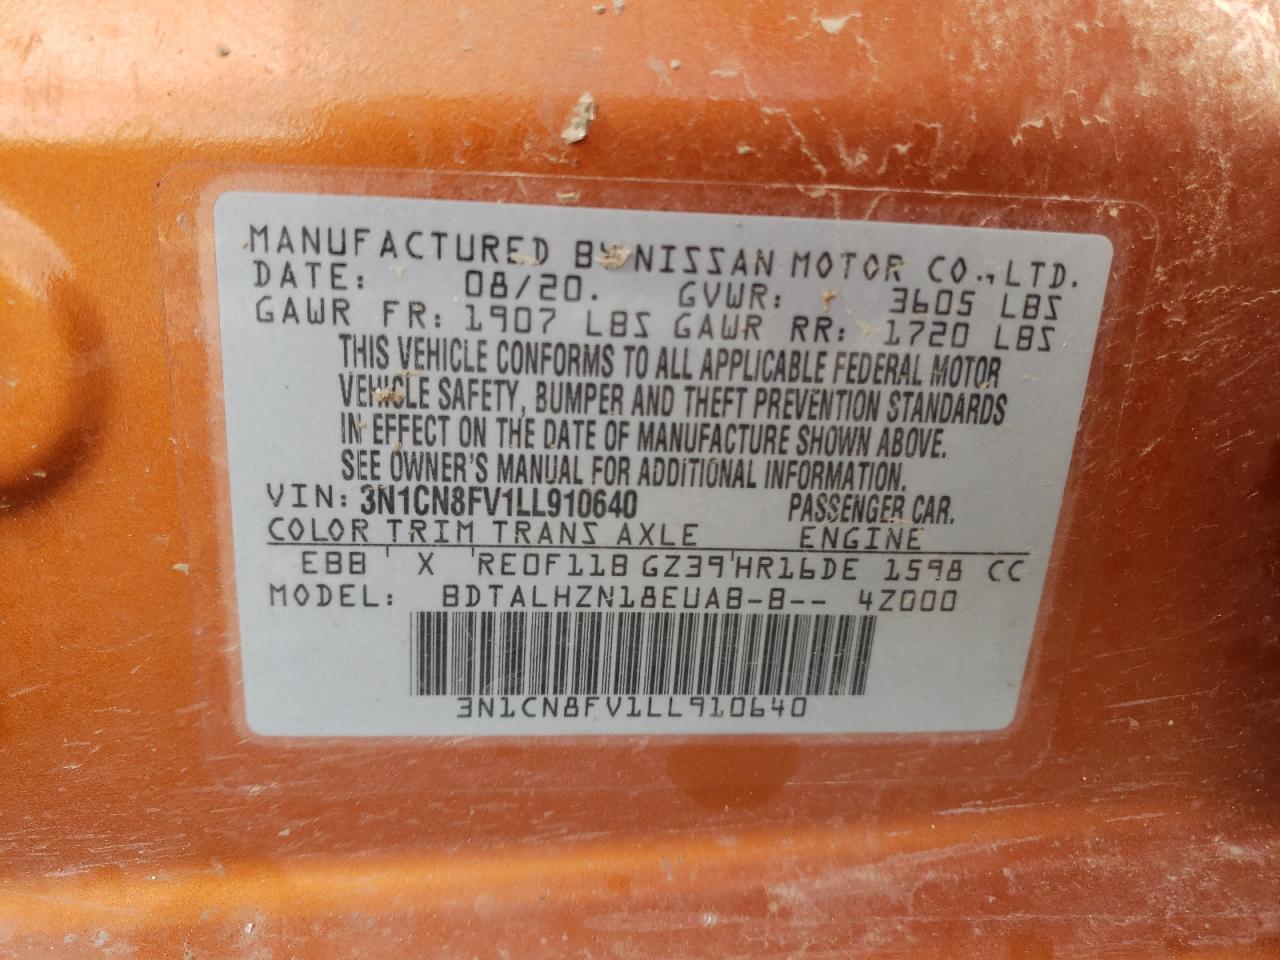 MANUFACTURED BY NISSAN MOTOR CO., LTD.
DATE: 08/20. GVWR: 3605 LBS
GAWR FR: 1907 LBS GAWR RR: 1720 LBS
THIS VEHICLE CONFORMS TO ALL APPLICABLE FEDERAL MOTOR
VEHICLE SAFETY, BUMPER AND THEFT PREVENTION STANDARDS
IN EFFECT ON THE DATE OF MANUFACTURE SHOWN ABOVE.
SEE OWNER'S MANUAL FOR ADDITIONAL INFORMATION.
VIN: 3N1CN8FV1LL910640 PASSENGER CAR.
COLOR TRIM TRANS AXLE ENGINE
EBB ' X 'RE0F11B GZ39'HR16DE 1598 CC
MODEL: BDTALHZN18EUAB-B-- 4Z000
3N1CN8FV1LL910640